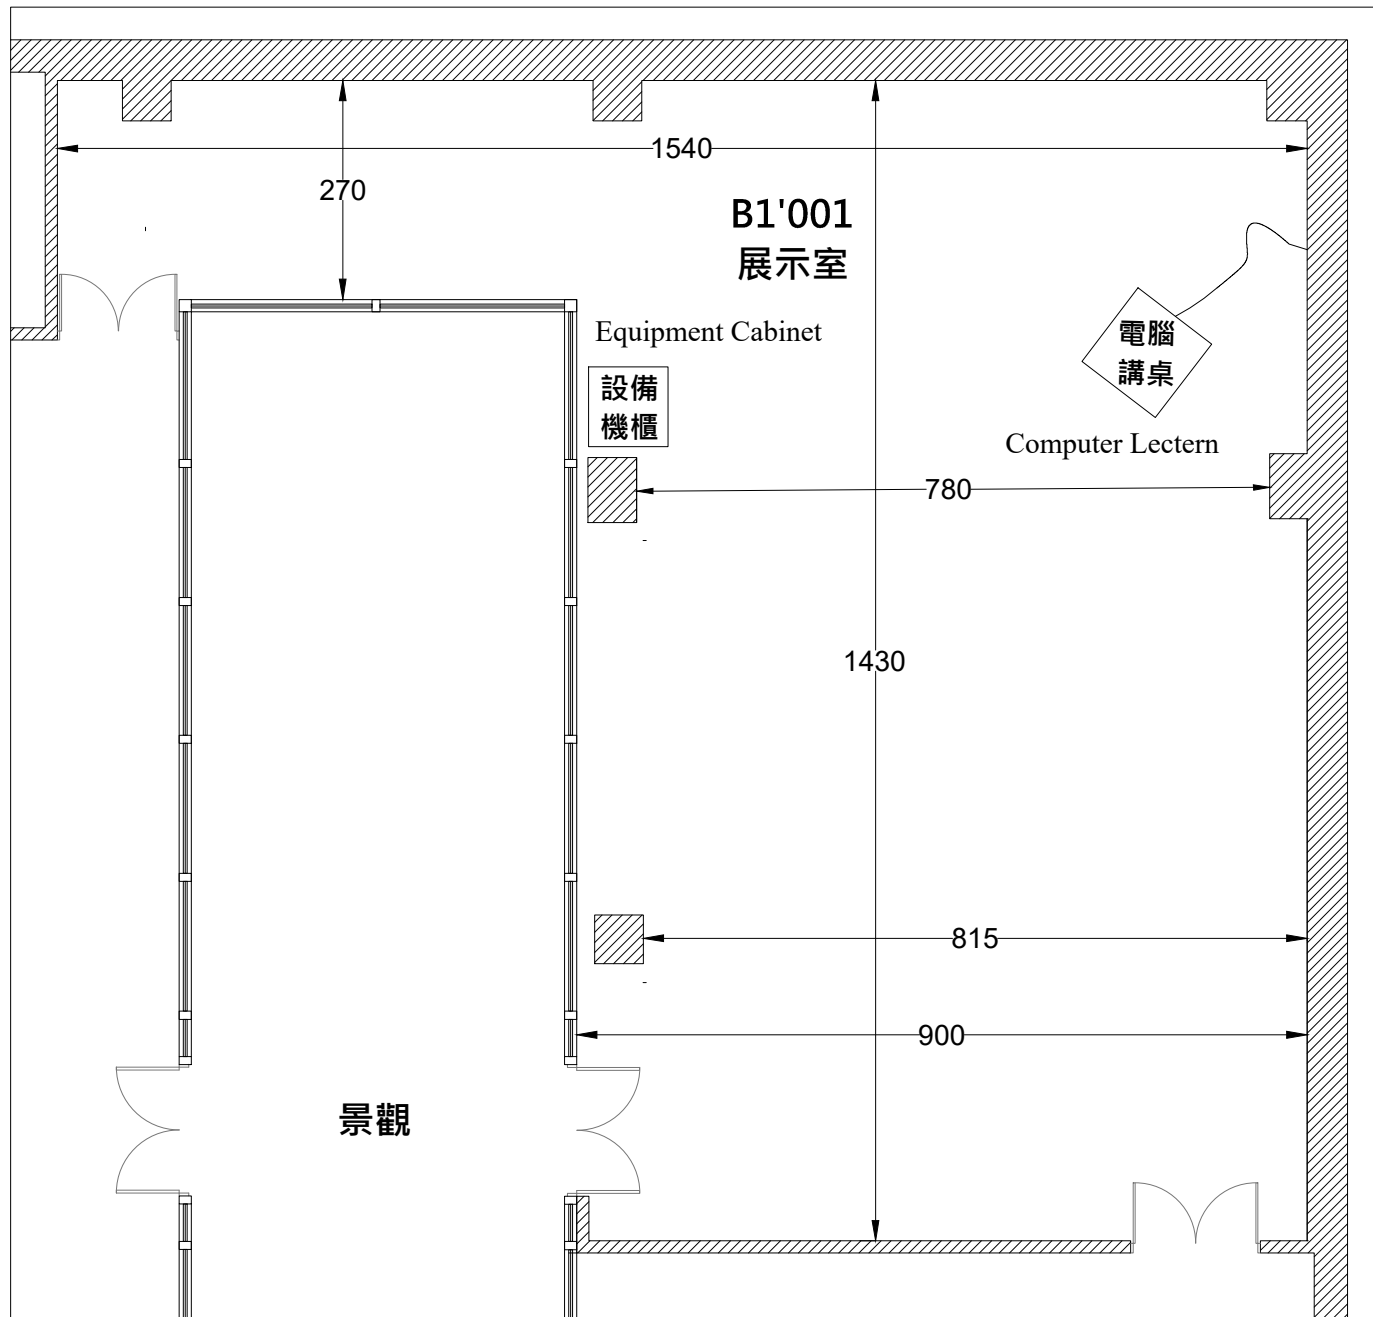 1540
270
B1'001
展示室
Equipment Cabinet
電腦
講桌
設備
機櫃
Computer Lectern
780
1430
815
900
景觀